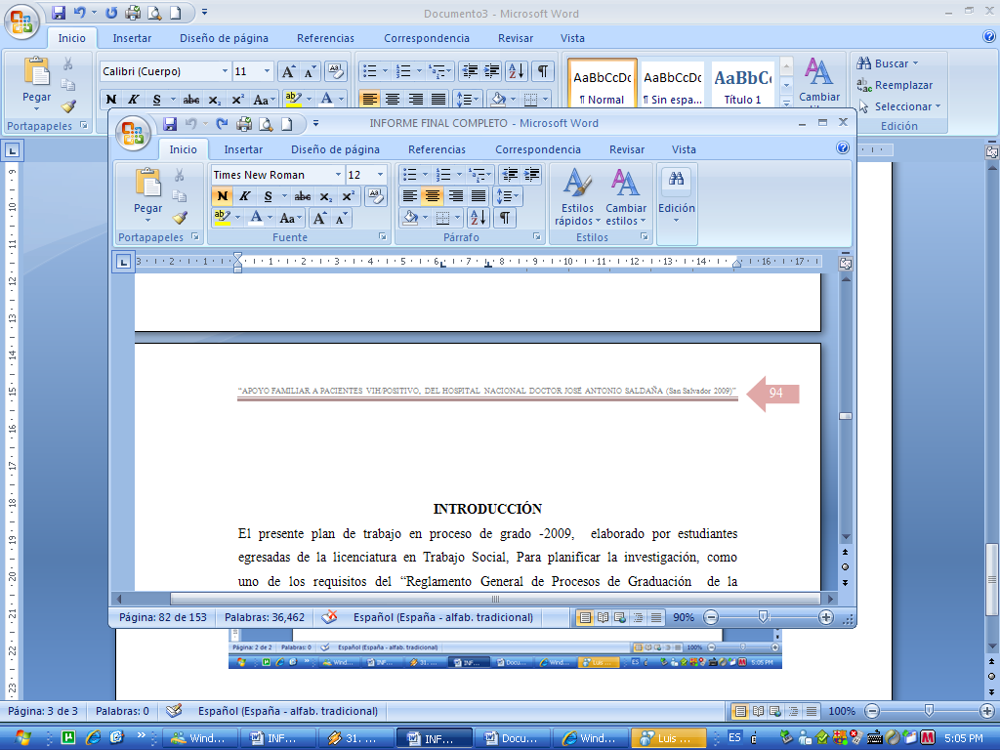 Documento3 - Microsoft Word
Inicio Insertar Diseño de página Referencias Correspondencia Revisar Vista
Pegar Calibri (Cuerpo) 11 AaBbCcDc AaBbCcDc AaBbC Buscar
Reemplazar
N K S abc x₂ x² Aa ¶ Normal ¶ Sin espa... Título 1 Cambiar Seleccionar
Portapapeles Edición
INFORME FINAL COMPLETO - Microsoft Word
Inicio Insertar Diseño de página Referencias Correspondencia Revisar Vista
Pegar Times New Roman 12
N K S abc x₂ x² Estilos rápidos Cambiar estilos Edición
Portapapeles Fuente Párrafo Estilos
3 2 1 1 2 3 4 5 6 7 8 9 10 11 12 13 14 16 17
“APOYO FAMILIAR A PACIENTES VIH POSITIVO, DEL HOSPITAL NACIONAL DOCTOR JOSÉ ANTONIO SALDAÑA (San Salvador 2009)” 94
INTRODUCCIÓN
El presente plan de trabajo en proceso de grado -2009, elaborado por estudiantes
egresadas de la licenciatura en Trabajo Social, Para planificar la investigación, como
uno de los requisitos del “Reglamento General de Procesos de Graduación de la
Página: 82 de 153 Palabras: 36,462 Español (España - alfab. tradicional) 90%
Página: 2 de 2 Palabras: 0 Español (España - alfab. tradicional) 100%
Página: 3 de 3 Palabras: 0 Español (España - alfab. tradicional) 100%
Wind... INF... 31. ... INF... Docu... Wind... Luis ... ES 5:05 PM